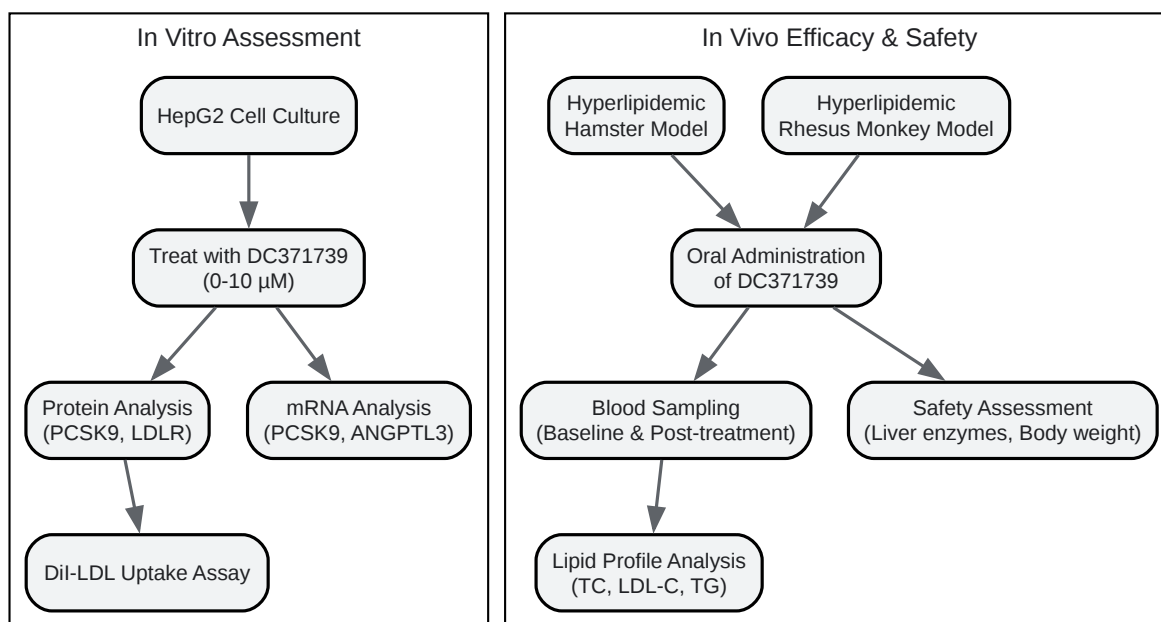 In Vitro Assessment
HepG2 Cell Culture
Treat with DC371739
(0-10 µM)
Protein Analysis
(PCSK9, LDLR)
mRNA Analysis
(PCSK9, ANGPTL3)
DiI-LDL Uptake Assay
In Vivo Efficacy & Safety
Hyperlipidemic
Hamster Model
Hyperlipidemic
Rhesus Monkey Model
Oral Administration
of DC371739
Blood Sampling
(Baseline & Post-treatment)
Safety Assessment
(Liver enzymes, Body weight)
Lipid Profile Analysis
(TC, LDL-C, TG)